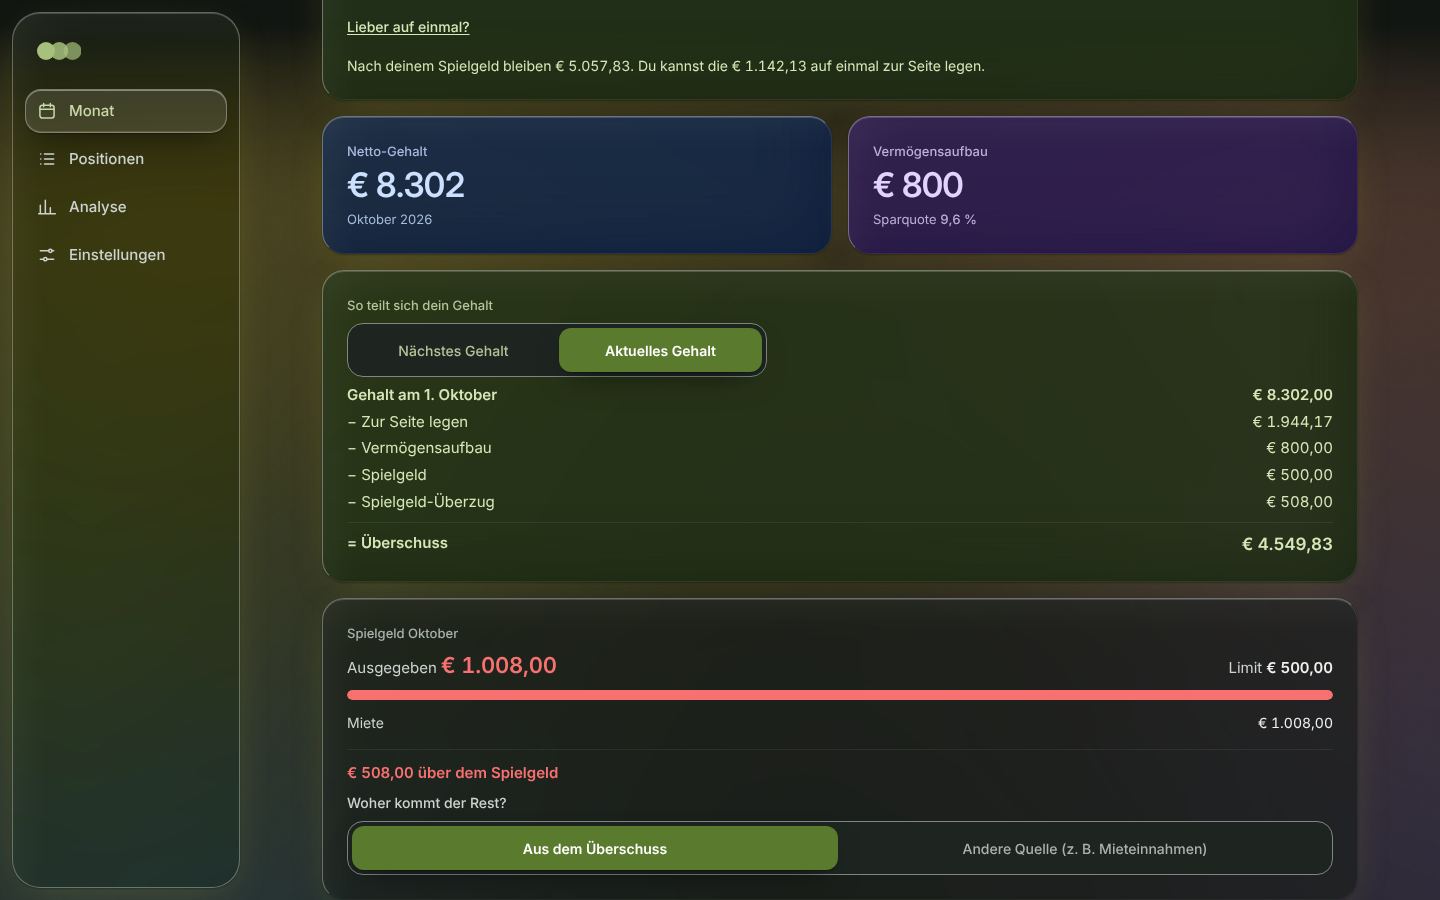 Lieber auf einmal?
Nach deinem Spielgeld bleiben € 5.057,83. Du kannst die € 1.142,13 auf einmal zur Seite legen.
Monat
Positionen
Analyse
Einstellungen
Netto-Gehalt
€ 8.302
Oktober 2026
Vermögensaufbau
€ 800
Sparquote 9,6 %
So teilt sich dein Gehalt
Nächstes Gehalt Aktuelles Gehalt
Gehalt am 1. Oktober € 8.302,00
– Zur Seite legen € 1.944,17
– Vermögensaufbau € 800,00
– Spielgeld € 500,00
– Spielgeld-Überzug € 508,00
= Überschuss € 4.549,83
Spielgeld Oktober
Ausgegeben € 1.008,00 Limit € 500,00
Miete € 1.008,00
€ 508,00 über dem Spielgeld
Woher kommt der Rest?
Aus dem Überschuss Andere Quelle (z. B. Mieteinnahmen)